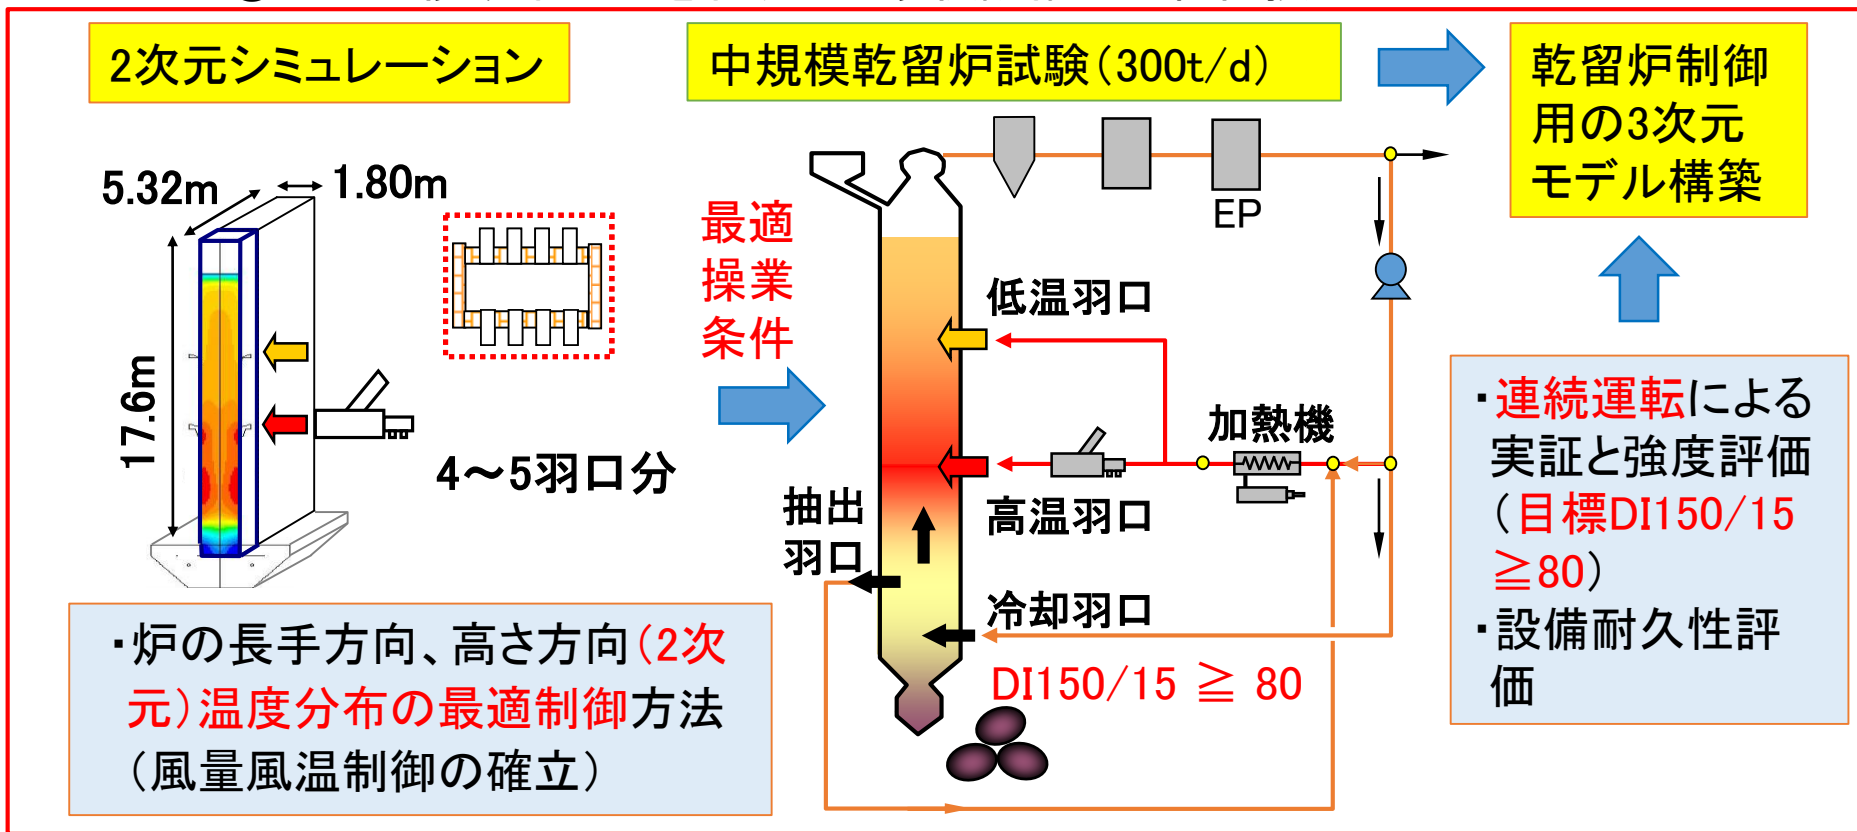 2次元シミュレーション
中規模乾留炉試験(300t/d)
乾留炉制御
用の3次元
モデル構築
5.32m
1.80m
17.6m
4～5羽口分
最適
操業
条件
EP
低温羽口
加熱機
高温羽口
抽出
羽口
冷却羽口
DI150/15 ≧ 80
・炉の長手方向、高さ方向(2次
元)温度分布の最適制御方法
(風量風温制御の確立)
・連続運転による
実証と強度評価
(目標DI150/15
≧80)
・設備耐久性評
価